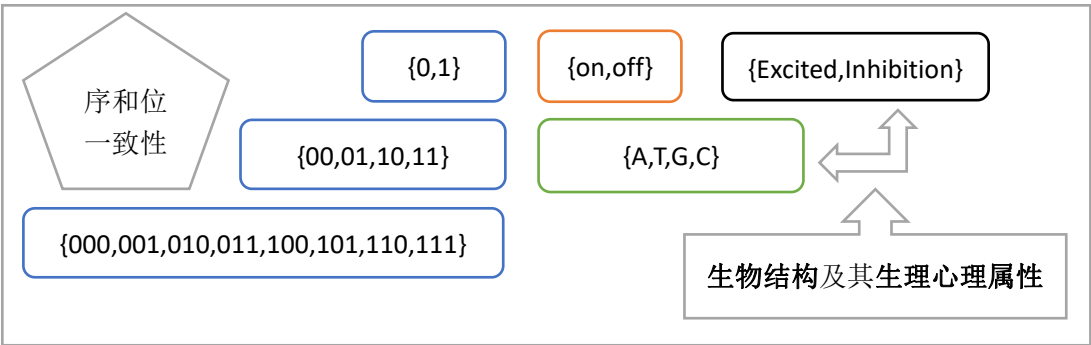 序和位
一致性
{0,1}
{on,off}
{Excited,Inhibition}
{00,01,10,11}
{A,T,G,C}
{000,001,010,011,100,101,110,111}
生物结构及其生理心理属性